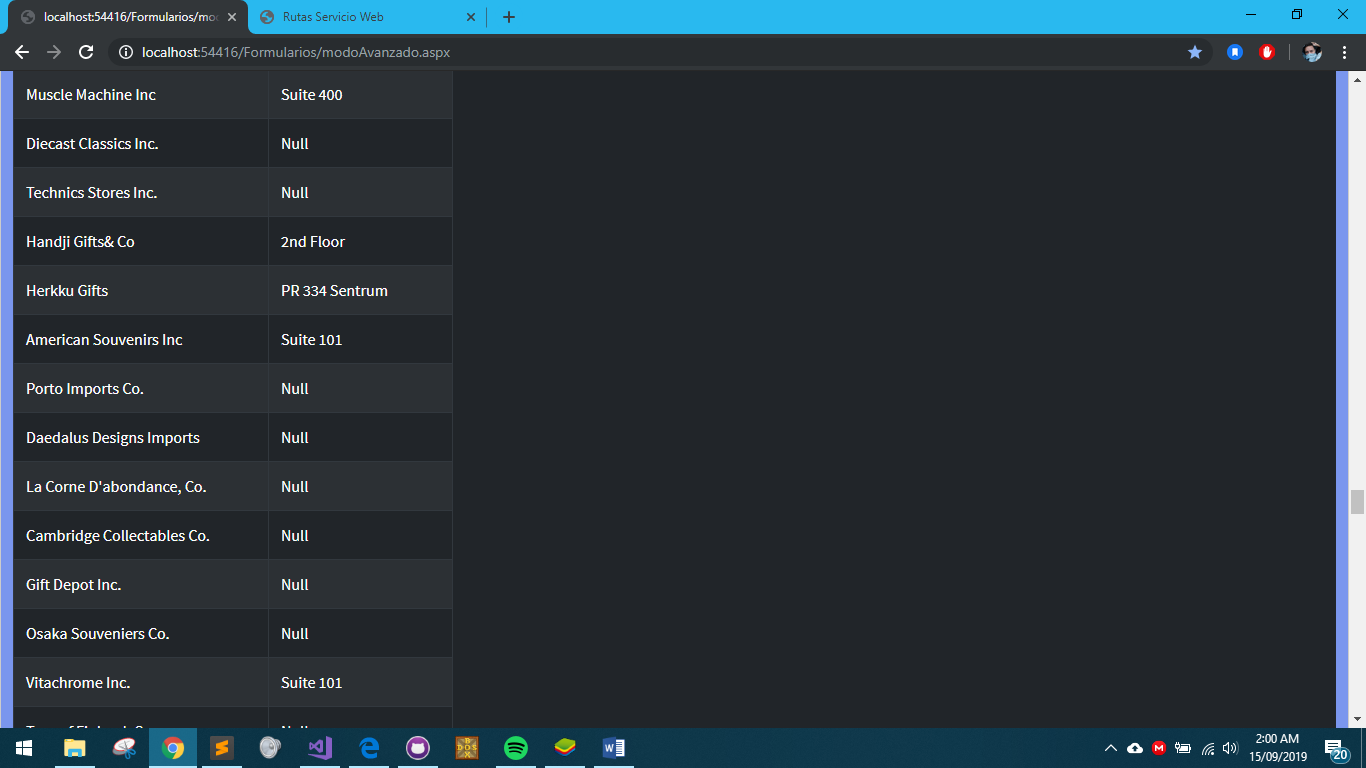 localhost:54416/Formularios/mod
Rutas Servicio Web
localhost:54416/Formularios/modoAvanzado.aspx
Muscle Machine Inc Suite 400
Diecast Classics Inc. Null
Technics Stores Inc. Null
Handji Gifts& Co 2nd Floor
Herkku Gifts PR 334 Sentrum
American Souvenirs Inc Suite 101
Porto Imports Co. Null
Daedalus Designs Imports Null
La Corne D'abondance, Co. Null
Cambridge Collectables Co. Null
Gift Depot Inc. Null
Osaka Souveniers Co. Null
Vitachrome Inc. Suite 101
2:00 AM
15/09/2019
20